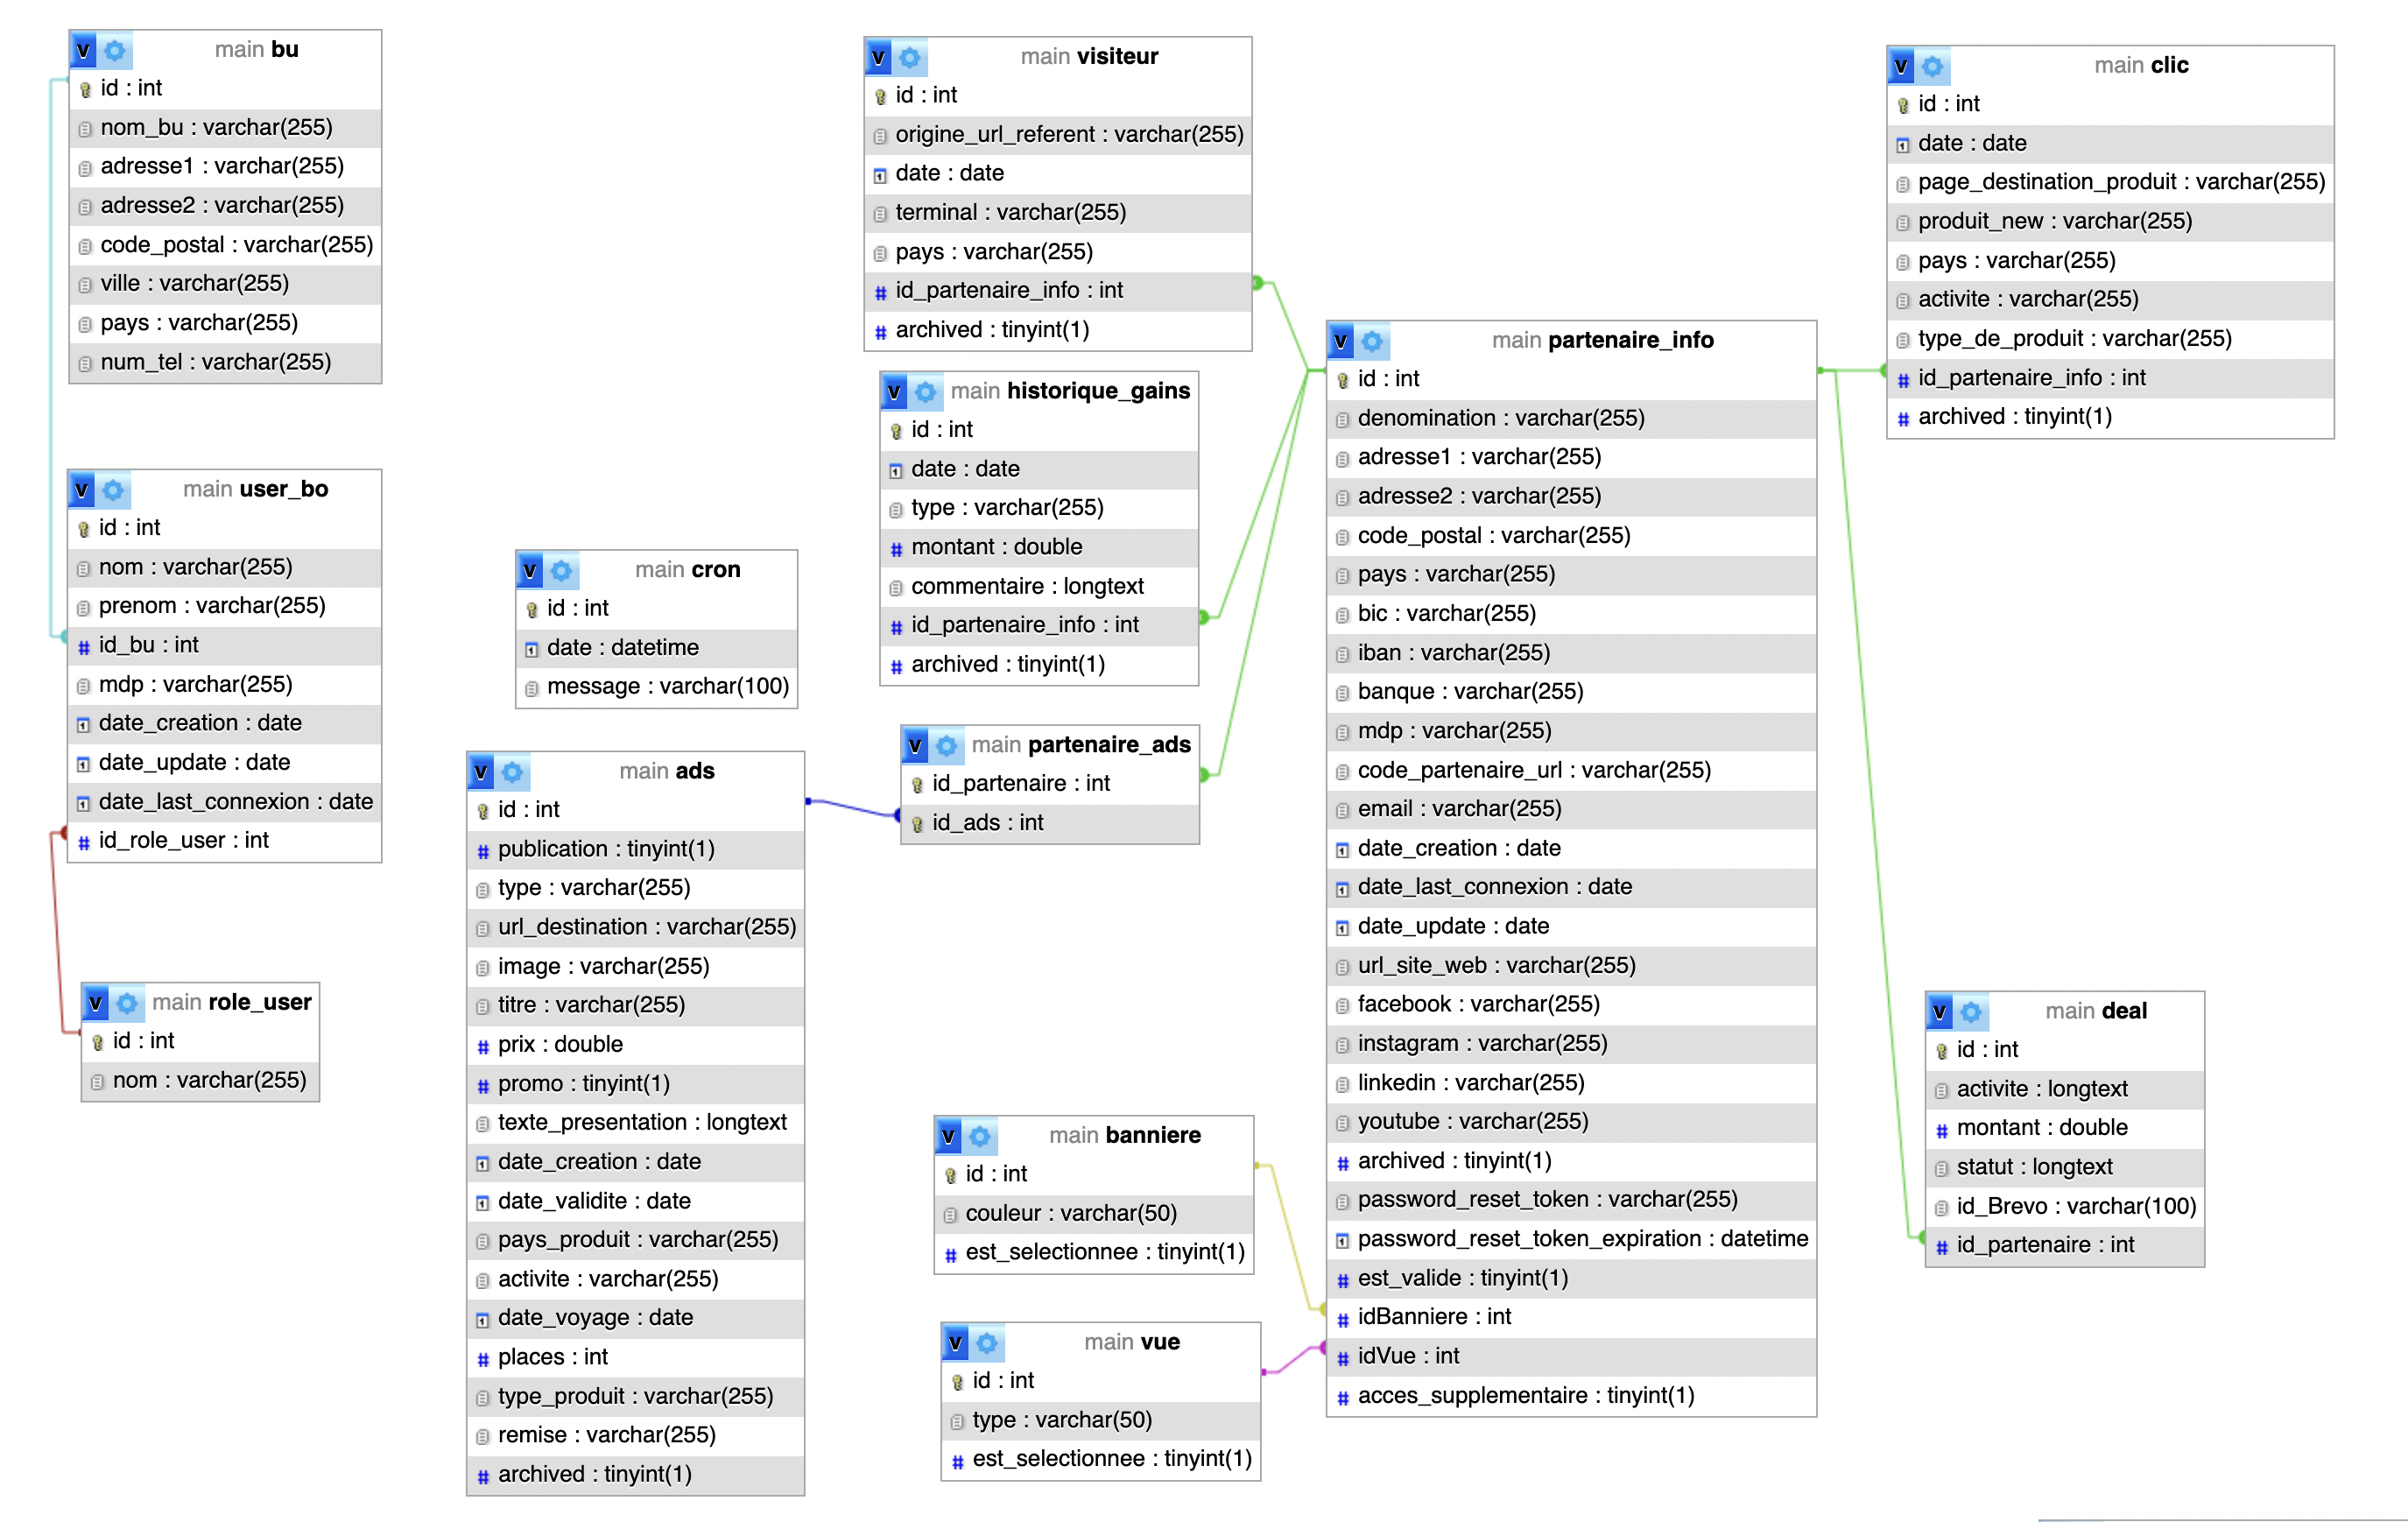 main bu
id : int
nom_bu : varchar(255)
adresse1 : varchar(255)
adresse2 : varchar(255)
code_postal : varchar(255)
ville : varchar(255)
pays : varchar(255)
num_tel : varchar(255)
main user_bo
id : int
nom : varchar(255)
prenom : varchar(255)
id_bu : int
mdp : varchar(255)
date_creation : date
date_update : date
date_last_connexion : date
id_role_user : int
main role_user
id : int
nom : varchar(255)
main cron
id : int
date : datetime
message : varchar(100)
main ads
id : int
publication : tinyint(1)
type : varchar(255)
url_destination : varchar(255)
image : varchar(255)
titre : varchar(255)
prix : double
promo : tinyint(1)
texte_presentation : longtext
date_creation : date
date_validite : date
pays_produit : varchar(255)
activite : varchar(255)
date_voyage : date
places : int
type_produit : varchar(255)
remise : varchar(255)
archived : tinyint(1)
main visiteur
id : int
origine_url_referent : varchar(255)
date : date
terminal : varchar(255)
pays : varchar(255)
id_partenaire_info : int
archived : tinyint(1)
main historique_gains
id : int
date : date
type : varchar(255)
montant : double
commentaire : longtext
id_partenaire_info : int
archived : tinyint(1)
main partenaire_ads
id_partenaire : int
id_ads : int
main banniere
id : int
couleur : varchar(50)
est_selectionnee : tinyint(1)
main vue
id : int
type : varchar(50)
est_selectionnee : tinyint(1)
main partenaire_info
id : int
denomination : varchar(255)
adresse1 : varchar(255)
adresse2 : varchar(255)
code_postal : varchar(255)
pays : varchar(255)
bic : varchar(255)
iban : varchar(255)
banque : varchar(255)
mdp : varchar(255)
code_partenaire_url : varchar(255)
email : varchar(255)
date_creation : date
date_last_connexion : date
date_update : date
url_site_web : varchar(255)
facebook : varchar(255)
instagram : varchar(255)
linkedin : varchar(255)
youtube : varchar(255)
archived : tinyint(1)
password_reset_token : varchar(255)
password_reset_token_expiration : datetime
est_valide : tinyint(1)
idBanniere : int
idVue : int
acces_supplementaire : tinyint(1)
main clic
id : int
date : date
page_destination_produit : varchar(255)
produit_new : varchar(255)
pays : varchar(255)
activite : varchar(255)
type_de_produit : varchar(255)
id_partenaire_info : int
archived : tinyint(1)
main deal
id : int
activite : longtext
montant : double
statut : longtext
id_Brevo : varchar(100)
id_partenaire : int